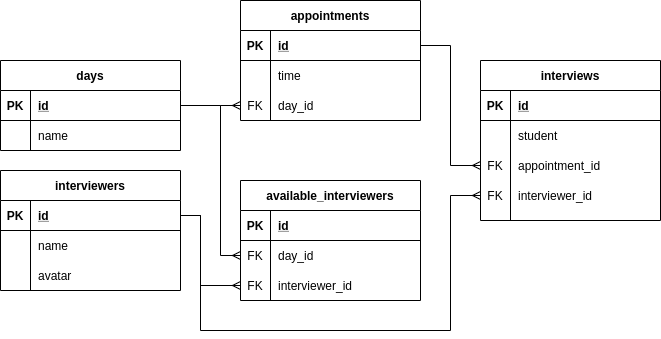 appointments
PK id
time
FK day_id
days
PK id
name
interviews
PK id
student
FK appointment_id
FK interviewer_id
interviewers
PK id
name
avatar
available_interviewers
PK id
FK day_id
FK interviewer_id